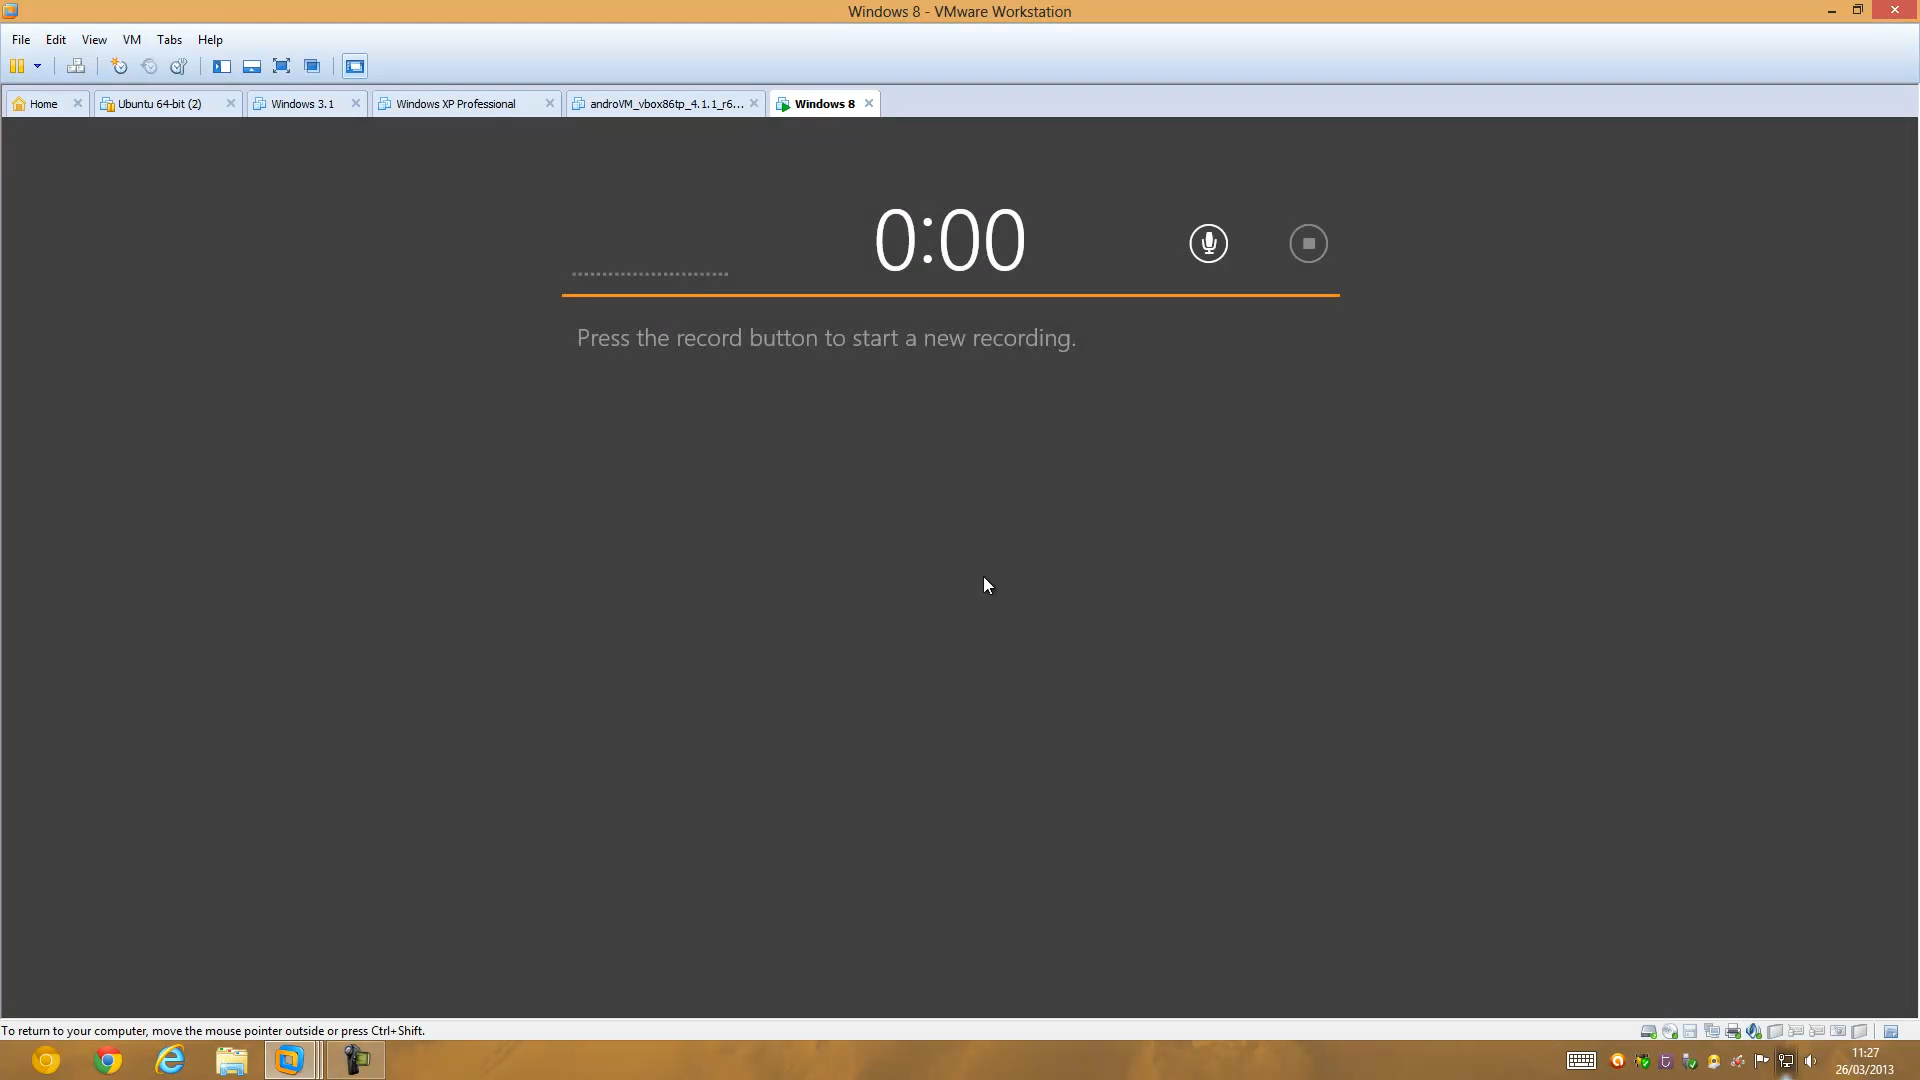 Windows 8 - VMware Workstation
File Edit View VM Tabs Help
Home Ubuntu 64-bit (2) Windows 3.1 Windows XP Professional androVM_vbox86tp_4.1.1_r6... Windows 8
0:00
Press the record button to start a new recording.
To return to your computer, move the mouse pointer outside or press Ctrl+Shift.
11:27
26/03/2013